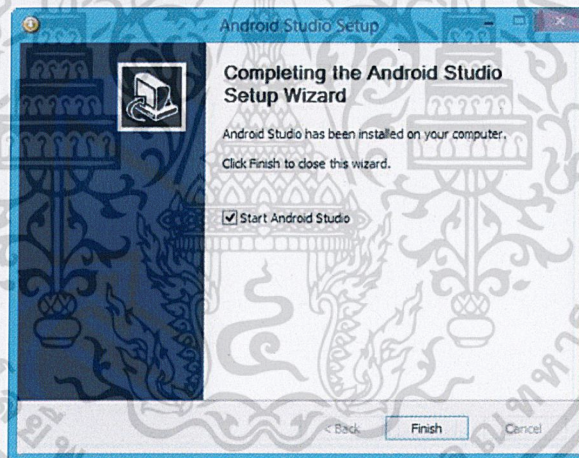 Android Studio Setup
Completing the Android Studio
Setup Wizard
Android Studio has been installed on your computer.
Click Finish to close this wizard.
Start Android Studio
< Back
Finish
Cancel